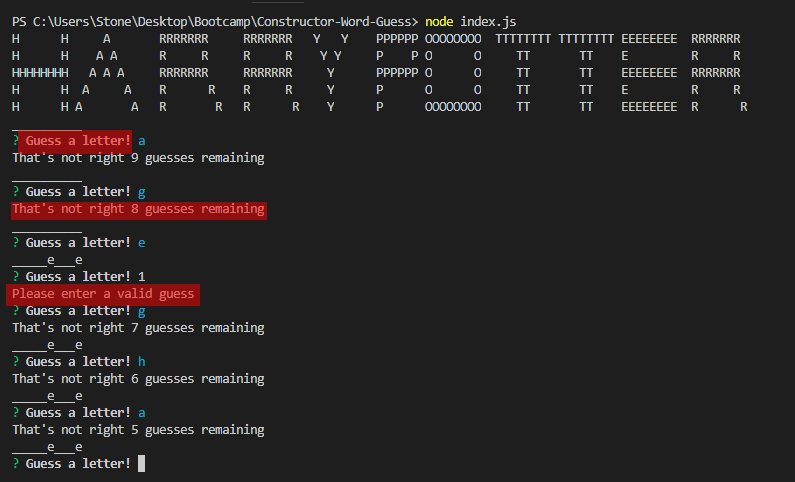 PS C:\Users\Stone\Desktop\Bootcamp\Constructor-Word-Guess> node index.js
H      H     A       RRRRRRR    RRRRRRR   Y   Y    PPPPPP OOOOOOOO  TTTTTTTT TTTTTTTT EEEEEEEE  RRRRRRR
H      H    A A      R     R    R     R    Y Y     P    P O      O     TT       TT    E         R     R
HHHHHHHH   A A A     RRRRRRR    RRRRRRR     Y      PPPPPP O      O     TT       TT    EEEEEEEE  RRRRRRR
H      H  A     A    R      R   R     R     Y      P      O      O     TT       TT    E         R     R
H      H A       A   R       R  R      R    Y      P      OOOOOOOO     TT       TT    EEEEEEEE  R      R
__________
? Guess a letter! a
That's not right 9 guesses remaining
__________
? Guess a letter! g
That's not right 8 guesses remaining
__________
? Guess a letter! e
_____e___e
? Guess a letter! 1
Please enter a valid guess
? Guess a letter! g
That's not right 7 guesses remaining
_____e___e
? Guess a letter! h
That's not right 6 guesses remaining
_____e___e
? Guess a letter! a
That's not right 5 guesses remaining
_____e___e
? Guess a letter!